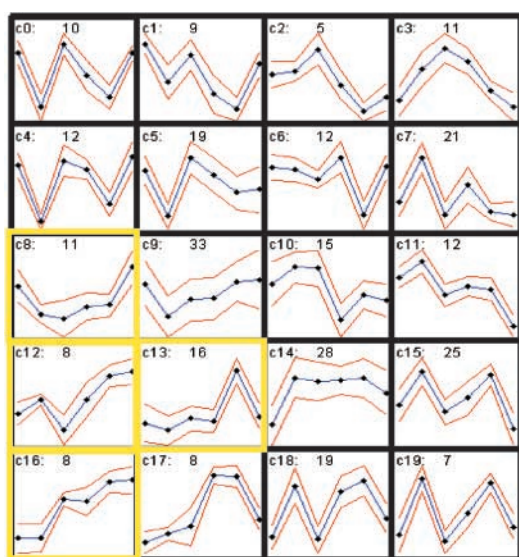 c0: 10 c1: 9 c2: 5 c3: 11
c4: 12 c5: 19 c6: 12 c7: 21
c8: 11 c9: 33 c10: 15 c11: 12
c12: 8 c13: 16 c14: 28 c15: 25
c16: 8 c17: 8 c18: 19 c19: 7